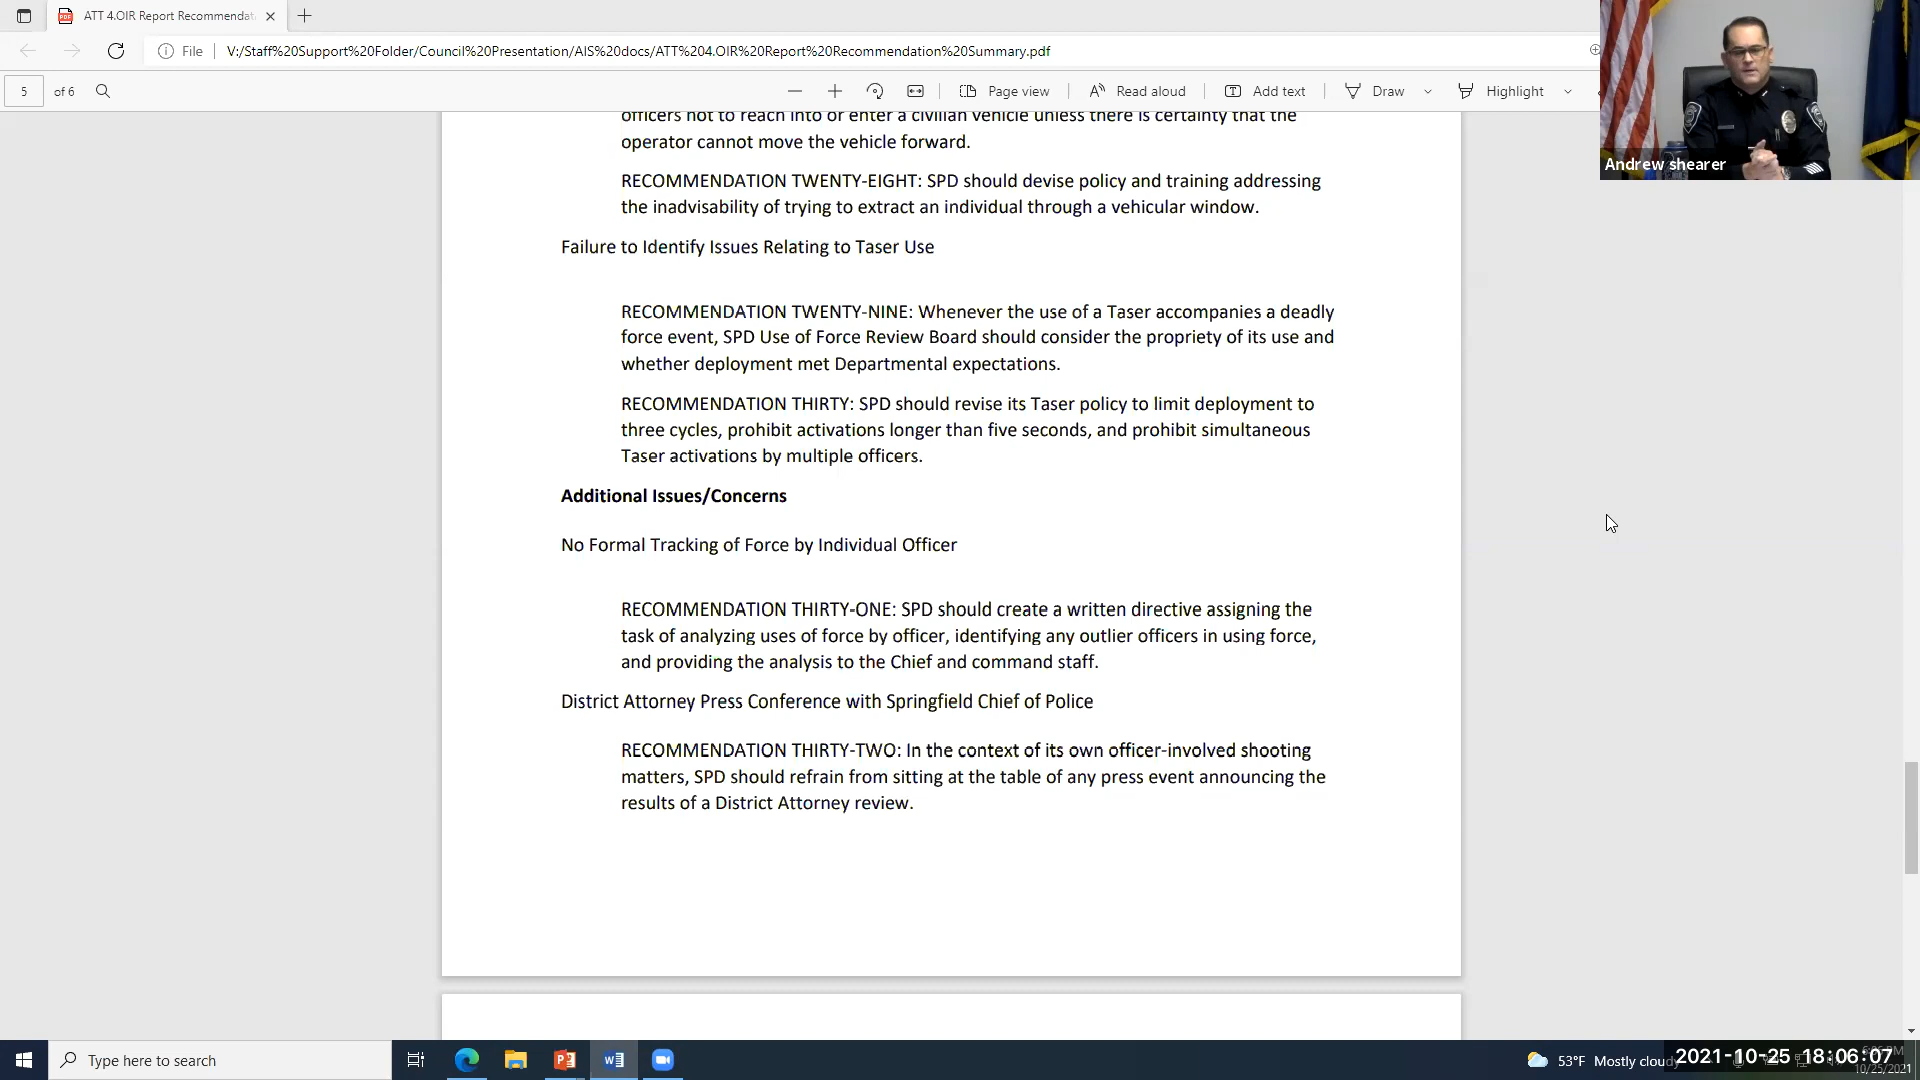 ATT 4.OIR Report Recommendat
File V:/Staff%20Support%20Folder/Council%20Presentation/AIS%20docs/ATT%204.OIR%20Report%20Recommendation%20Summary.pdf
5 of 6 Page view Read aloud Add text Draw Highlight
Andrew shearer
officers not to reach into or enter a civilian vehicle unless there is certainty that the
operator cannot move the vehicle forward.
RECOMMENDATION TWENTY-EIGHT: SPD should devise policy and training addressing
the inadvisability of trying to extract an individual through a vehicular window.
Failure to Identify Issues Relating to Taser Use
RECOMMENDATION TWENTY-NINE: Whenever the use of a Taser accompanies a deadly
force event, SPD Use of Force Review Board should consider the propriety of its use and
whether deployment met Departmental expectations.
RECOMMENDATION THIRTY: SPD should revise its Taser policy to limit deployment to
three cycles, prohibit activations longer than five seconds, and prohibit simultaneous
Taser activations by multiple officers.
Additional Issues/Concerns
No Formal Tracking of Force by Individual Officer
RECOMMENDATION THIRTY-ONE: SPD should create a written directive assigning the
task of analyzing uses of force by officer, identifying any outlier officers in using force,
and providing the analysis to the Chief and command staff.
District Attorney Press Conference with Springfield Chief of Police
RECOMMENDATION THIRTY-TWO: In the context of its own officer-involved shooting
matters, SPD should refrain from sitting at the table of any press event announcing the
results of a District Attorney review.
Type here to search
53°F Mostly cloudy
2021-10-25 18:06:07
10/25/2021